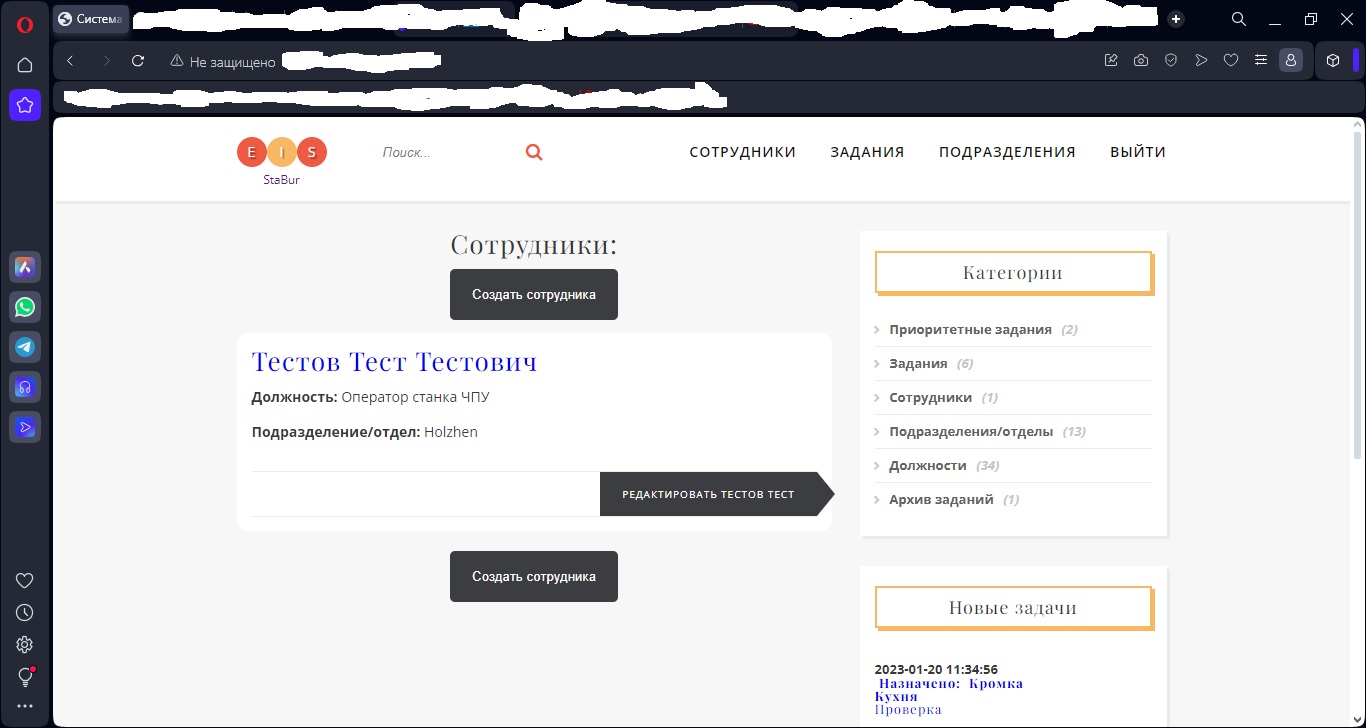 Система
Не защищено
E I S
StaBur
Поиск...
СОТРУДНИКИ
ЗАДАНИЯ
ПОДРАЗДЕЛЕНИЯ
ВЫЙТИ
Сотрудники:
Создать сотрудника
Тестов Тест Тестович
Должность: Оператор станка ЧПУ
Подразделение/отдел: Holzhen
РЕДАКТИРОВАТЬ ТЕСТОВ ТЕСТ
Создать сотрудника
Категории
Приоритетные задания (2)
Задания (6)
Сотрудники (1)
Подразделения/отделы (13)
Должности (34)
Архив заданий (1)
Новые задачи
2023-01-20 11:34:56
Назначено: Кромка
Кухня
Проверка